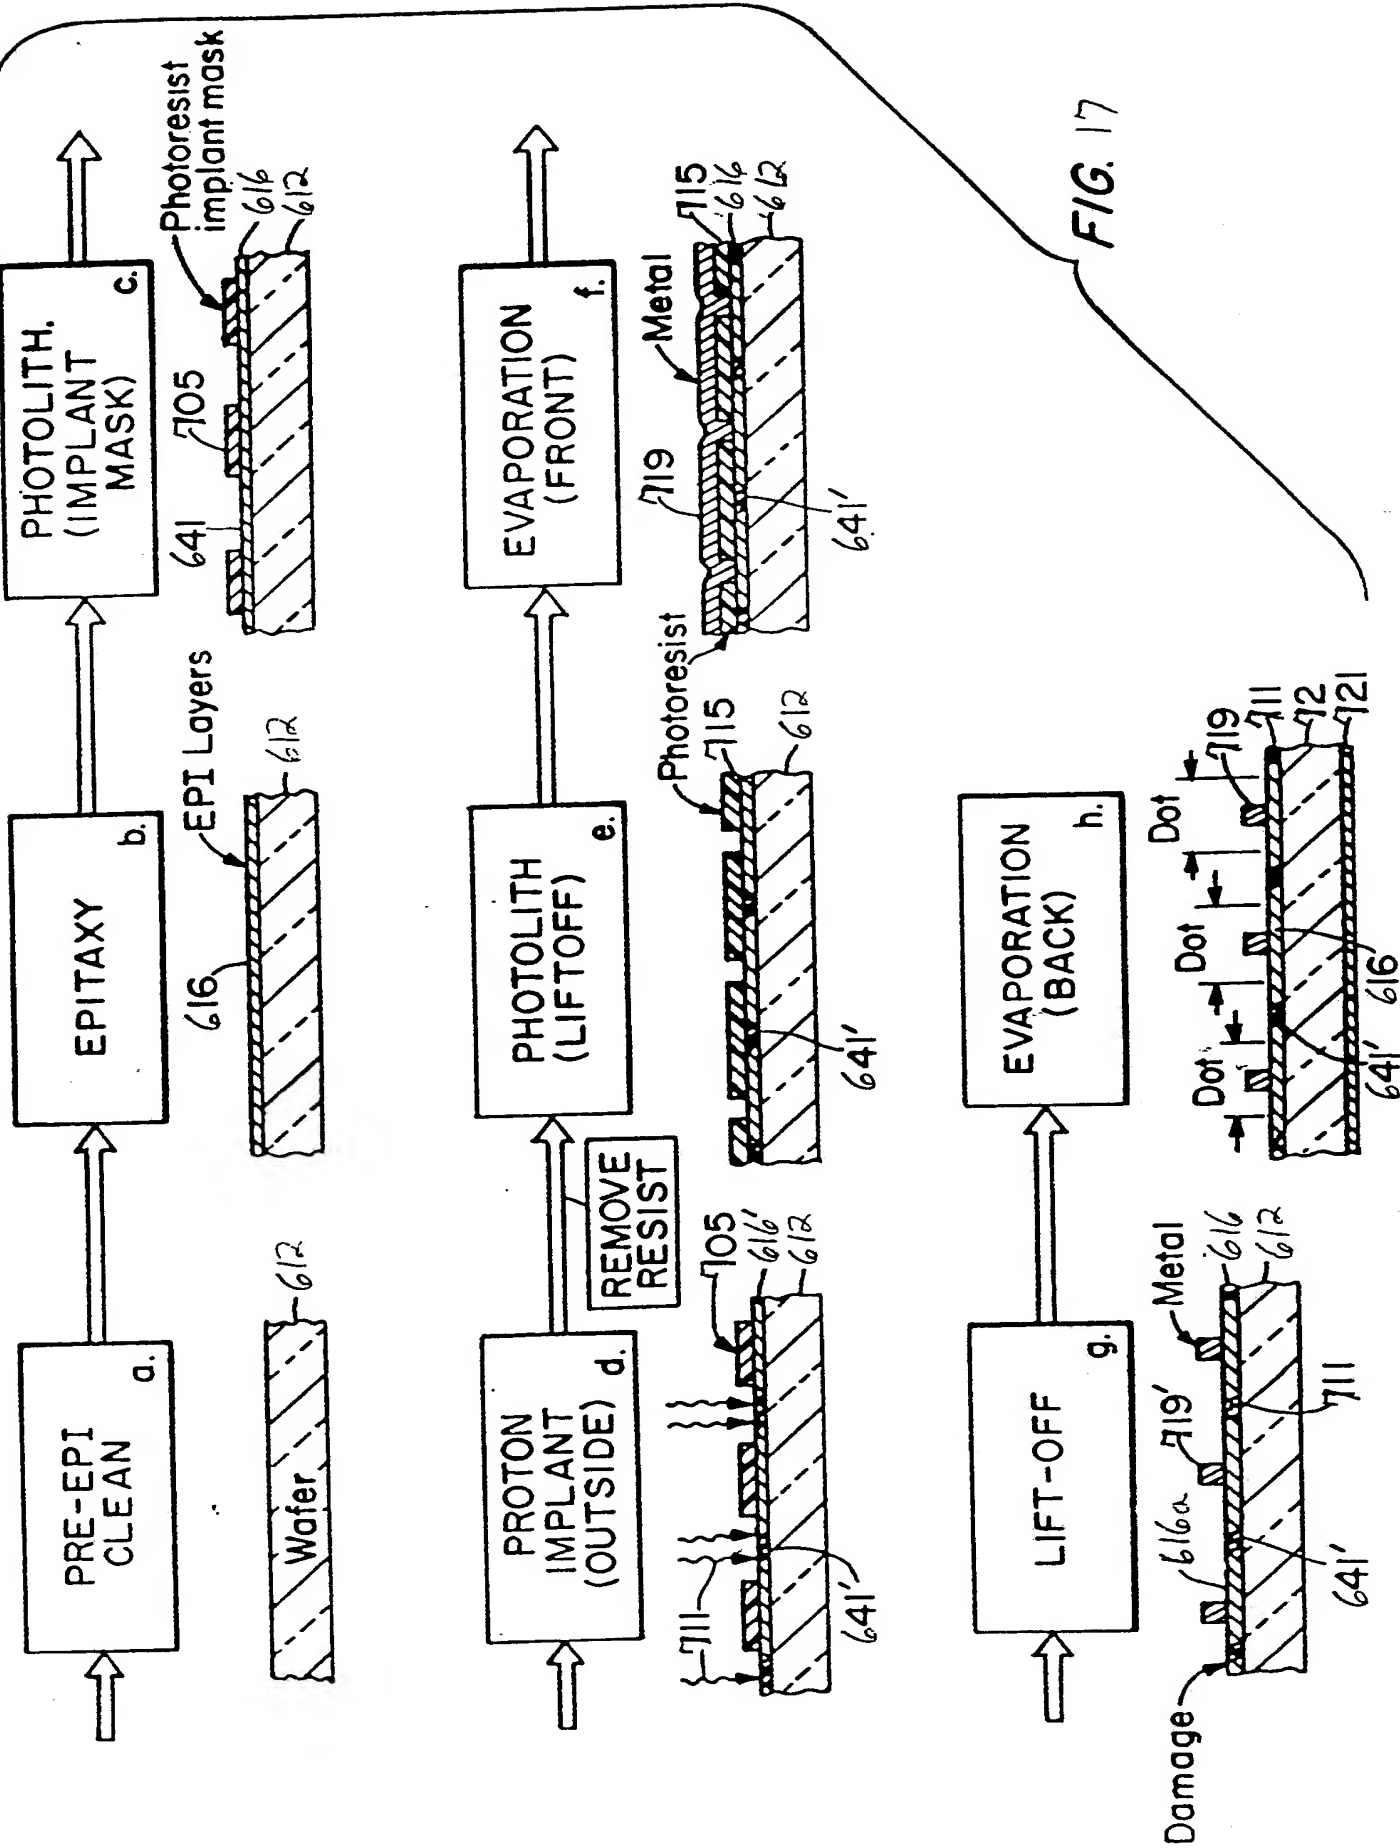 PRE-EPI
CLEAN
a.
Wafer
612
EPITAXY
b.
616
EPI Layers
612
PHOTOLITH.
(IMPLANT
MASK)
c.
641
705
Photoresist
implant mask
616
612
PROTON
IMPLANT
(OUTSIDE)
d.
711
705
616'
612
641'
REMOVE
RESIST
PHOTOLITH
(LIFTOFF)
e.
715
612
641'
EVAPORATION
(FRONT)
f.
Photoresist
719
Metal
715
616
612
641'
LIFT-OFF
g.
Damage
616a
719'
Metal
616
612
641'
711
EVAPORATION
(BACK)
h.
Dot
Dot
Dot
719
711
72
721
641'
616
FIG. 17